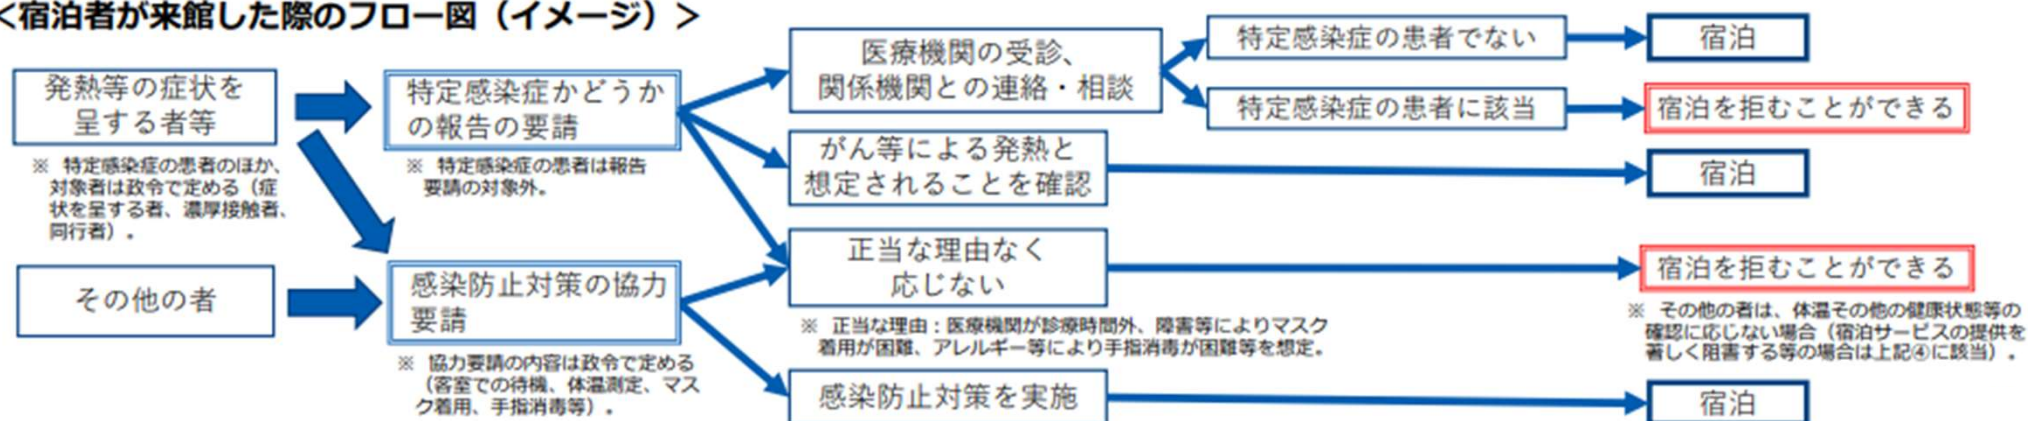 <宿泊者が来館した際のフロー図（イメージ）>
発熱等の症状を
呈する者等
※ 特定感染症の患者のほか、
対象者は政令で定める（症
状を呈する者、濃厚接触者、
同行者）。
その他の者
特定感染症かどうか
の報告の要請
※ 特定感染症の患者は報告
要請の対象外。
感染防止対策の協力
要請
※ 協力要請の内容は政令で定める
（客室での待機、体温測定、マス
ク着用、手指消毒等）。
医療機関の受診、
関係機関との連絡・相談
がん等による発熱と
想定されることを確認
正当な理由なく
応じない
※ 正当な理由：医療機関が診療時間外、障害等によりマスク
着用が困難、アレルギー等により手指消毒が困難等を想定。
感染防止対策を実施
特定感染症の患者でない
特定感染症の患者に該当
宿泊
宿泊を拒むことができる
宿泊
宿泊を拒むことができる
※ その他の者は、体温その他の健康状態等の
確認に応じない場合（宿泊サービスの提供を
著しく阻害する等の場合は上記④に該当）。
宿泊